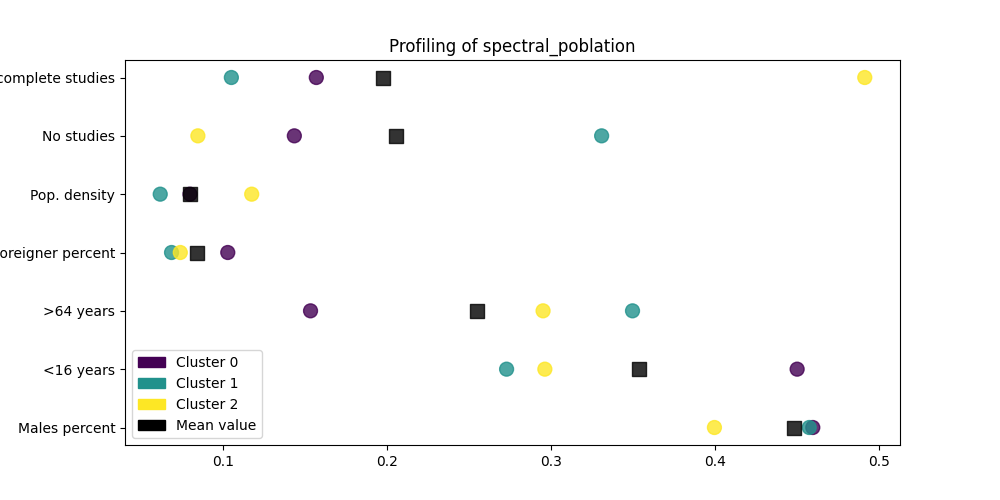 Profiling of spectral_poblation
complete studies
No studies
Pop. density
oreigner percent
>64 years
<16 years
Males percent
Cluster 0
Cluster 1
Cluster 2
Mean value
0.1 0.2 0.3 0.4 0.5